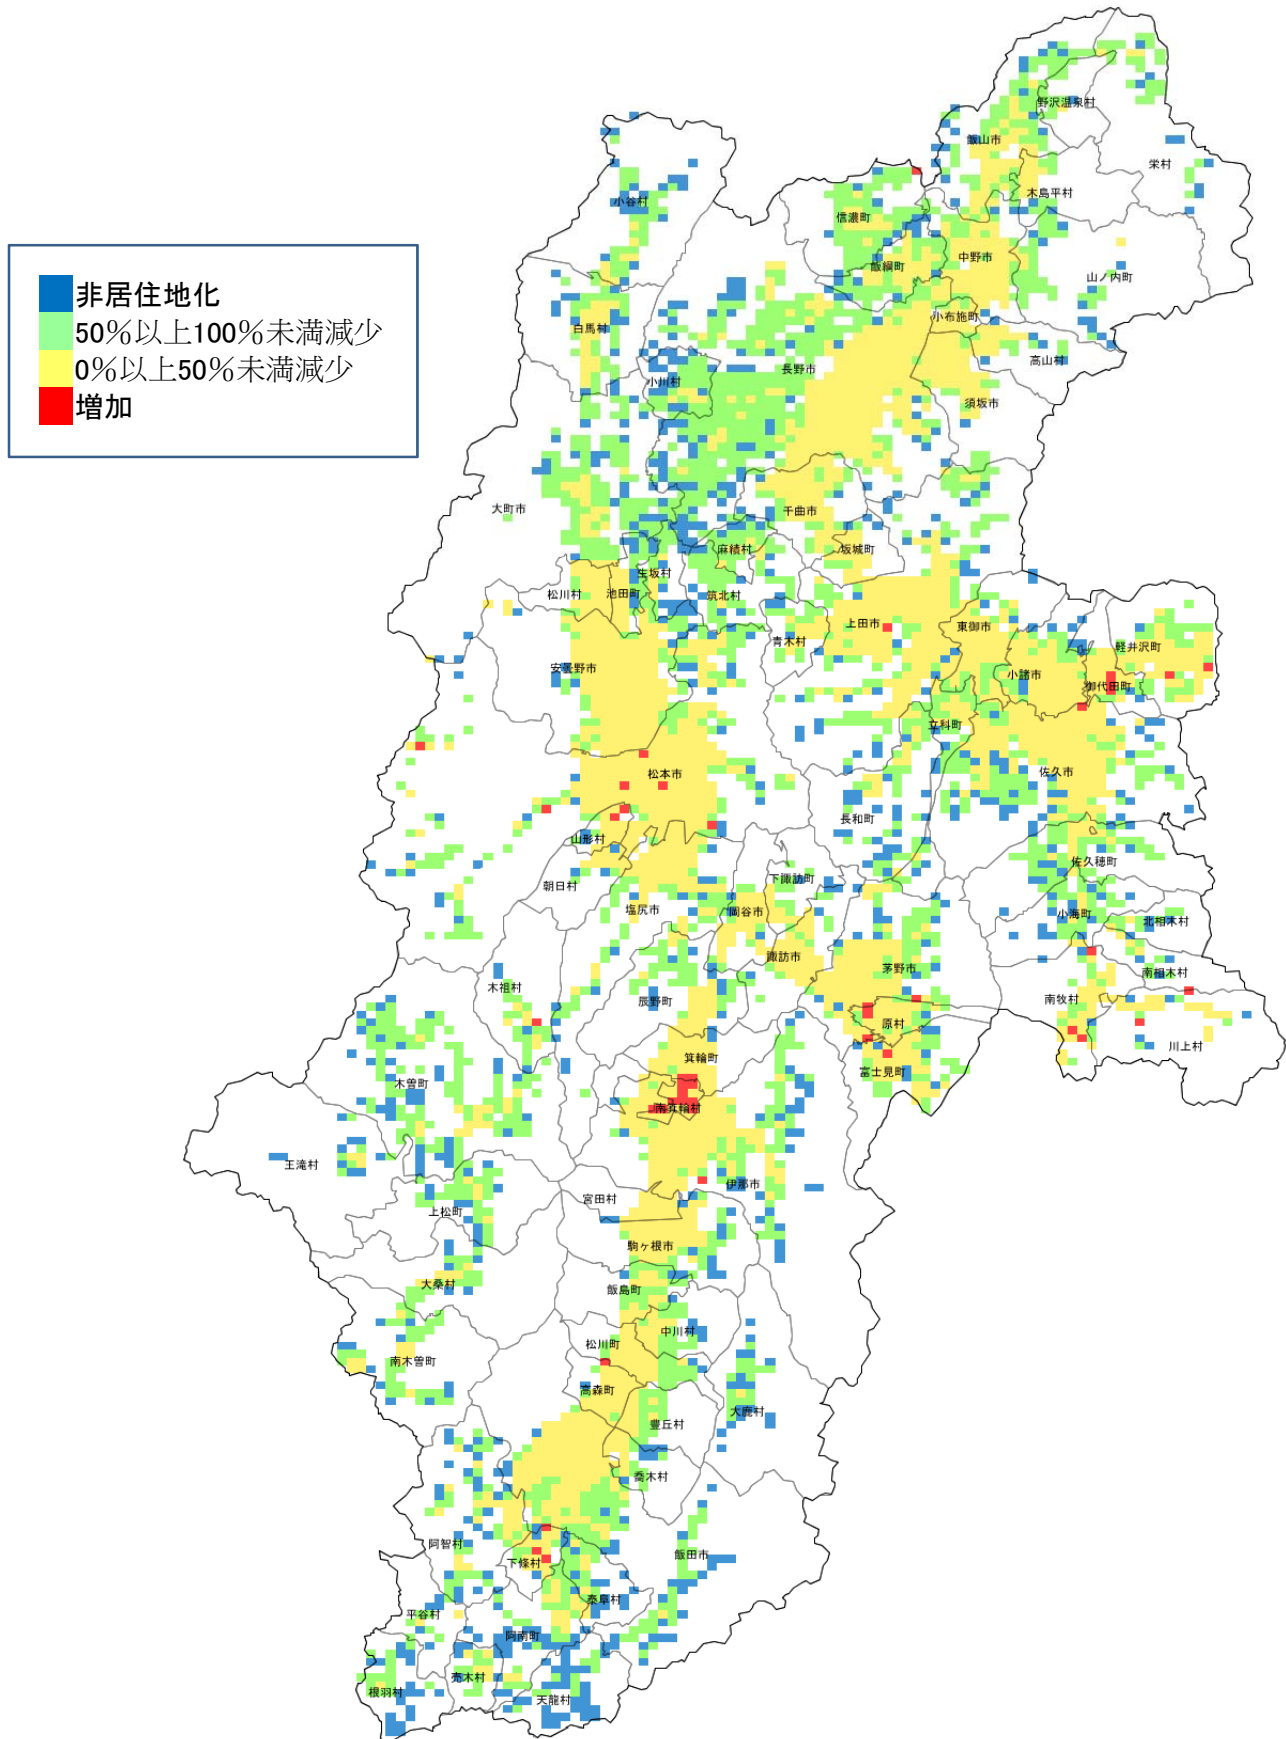 非居住地化
50％以上100％未満減少
0％以上50％未満減少
増加
野沢温泉村
飯山市
栄村
木島平村
小谷村
信濃町
中野市
飯綱町
山ノ内町
小布施町
白馬村
高山村
長野市
小川村
須坂市
大町市
千曲市
麻績村
坂城町
生坂村
松川村
池田町
筑北村
上田市
東御市
青木村
軽井沢町
安曇野市
小諸市
御代田町
立科町
松本市
佐久市
長和町
山形村
佐久穂町
下諏訪町
朝日村
塩尻市
岡谷市
小海町
北相木村
諏訪市
茅野市
南相木村
木祖村
辰野町
南牧村
原村
川上村
箕輪町
富士見町
木曽町
南箕輪村
王滝村
伊那市
宮田村
上松町
駒ヶ根市
大桑村
飯島町
中川村
松川町
南木曽町
高森町
大鹿村
豊丘村
喬木村
阿智村
飯田市
下條村
泰阜村
平谷村
阿南町
売木村
根羽村
天龍村